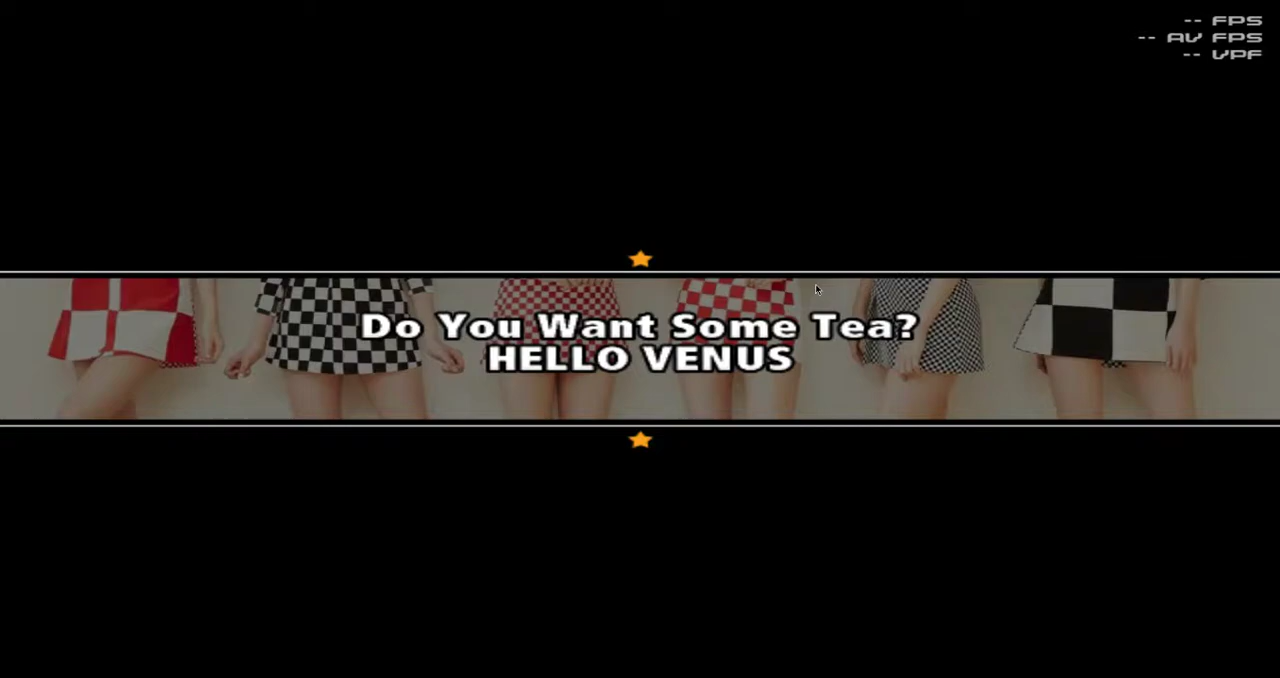 -- FPS
-- AV FPS
-- VPF
Do You Want Some Tea?
HELLO VENUS